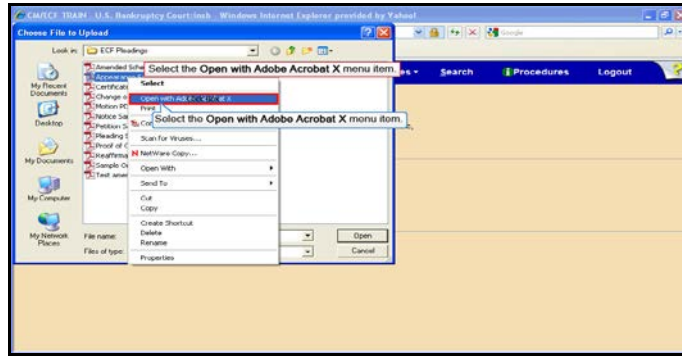 CM/ECF TRAIN U.S. Bankruptcy Court:insb - Windows Internet Explorer provided by Yahoo!
Choose File to Upload
Look in:
ECF Pleadings
Google
Amended Sche
Select the Open with Adobe Acrobat X menu item.
Appearance
Select
Search
Procedures
Logout
My Recent Documents
Certificat
Open with Adobe Acrobat X
Change o
Motion PD
Print
Notice Sa
Select the Open with Adobe Acrobat X menu item.
Desktop
Petition S
Pleading S
Scan for Viruses...
Proof of C
Reaffirma
NetWare Copy...
My Documents
Sample O
Open With
Test amer
Send To
My Computer
Cut
Copy
Create Shortcut
My Network Places
File name:
Delete
Open
Rename
Files of type:
Cancel
Properties